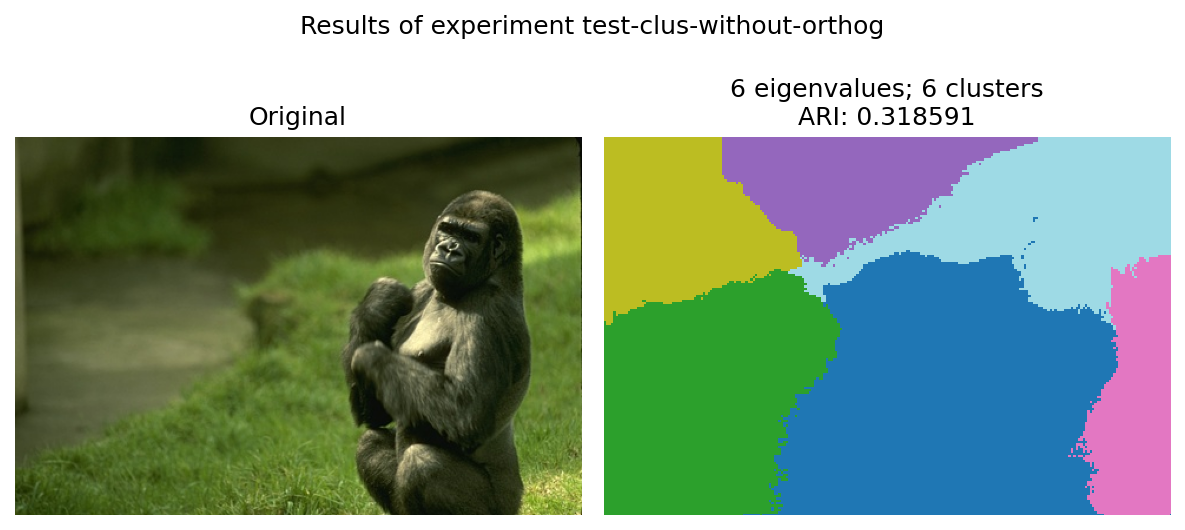 Results of experiment test-clus-without-orthog
Original
6 eigenvalues; 6 clusters
ARI: 0.318591